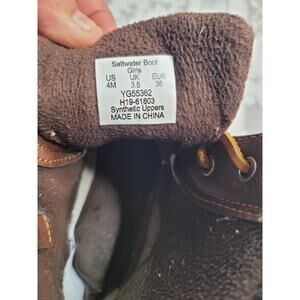 Saltwater Boot
Girls
US UK EUR
4M 3.5 36
YG55362
H19-61803
Synthetic Uppers
MADE IN CHINA